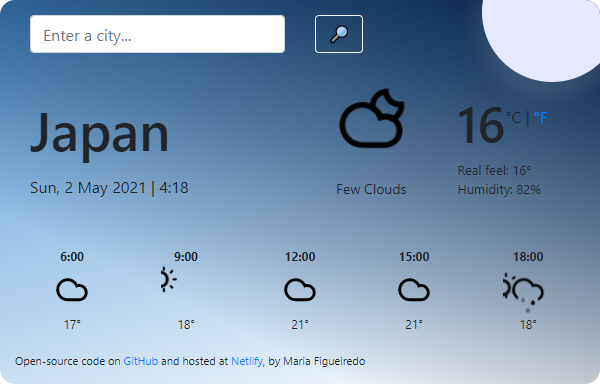 Enter a city...
Japan
16 °C | °F
Real feel: 16°
Sun, 2 May 2021 | 4:18
Few Clouds
Humidity: 82%
6:00 9:00 12:00 15:00 18:00
17° 18° 21° 21° 18°
Open-source code on GitHub and hosted at Netlify, by Maria Figueiredo